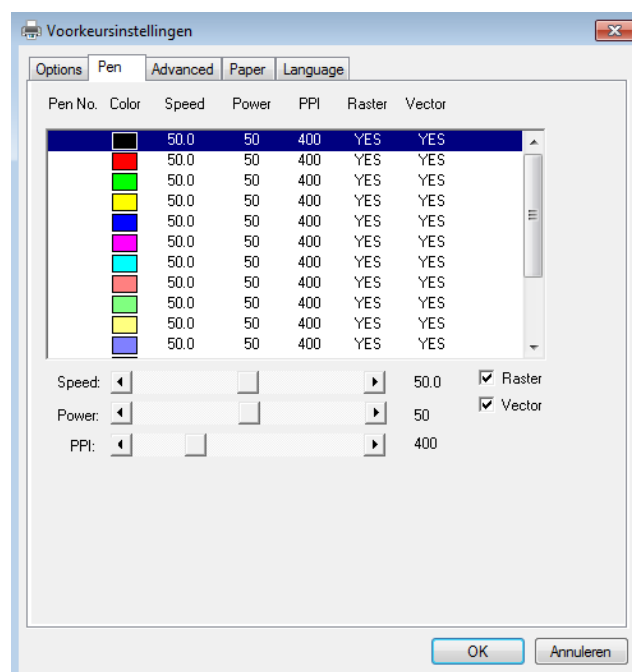 Voorkeursinstellingen
Options Pen Advanced Paper Language
Pen No. Color Speed Power PPI Raster Vector
50.0 50 400 YES YES
50.0 50 400 YES YES
50.0 50 400 YES YES
50.0 50 400 YES YES
50.0 50 400 YES YES
50.0 50 400 YES YES
50.0 50 400 YES YES
50.0 50 400 YES YES
50.0 50 400 YES YES
50.0 50 400 YES YES
50.0 50 400 YES YES
Speed: 50.0 Raster
Power: 50 Vector
PPI: 400
OK Annuleren